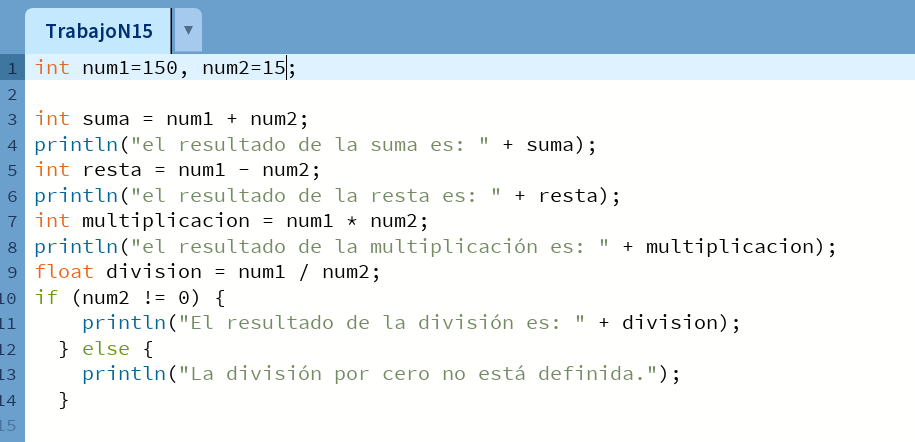 TrabajoN15 ▼
1 int num1=150, num2=15;
2
3 int suma = num1 + num2;
4 println("el resultado de la suma es: " + suma);
5 int resta = num1 - num2;
6 println("el resultado de la resta es: " + resta);
7 int multiplicacion = num1 * num2;
8 println("el resultado de la multiplicación es: " + multiplicacion);
9 float division = num1 / num2;
10 if (num2 != 0) {
11     println("El resultado de la división es: " + division);
12   } else {
13     println("La división por cero no está definida.");
14   }
15